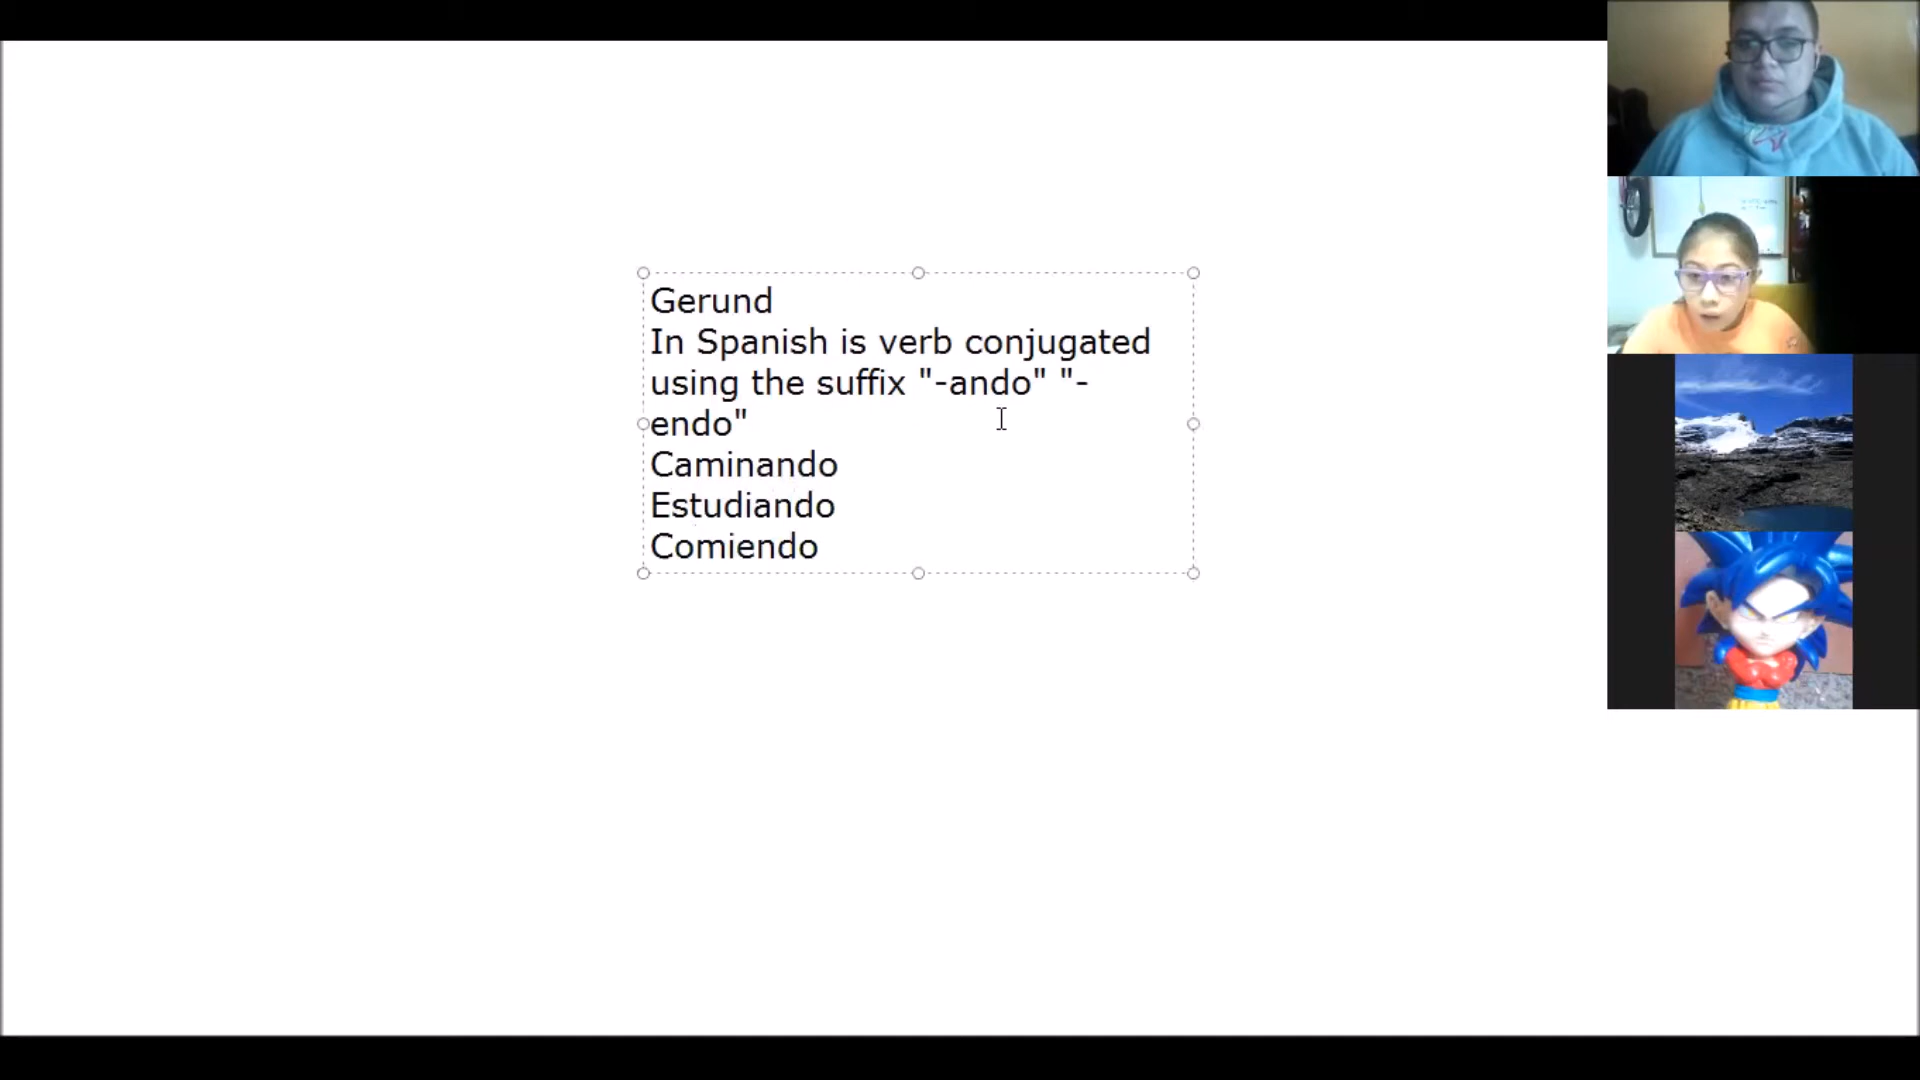 Gerund
In Spanish is verb conjugated
using the suffix "-ando" "-
endo"
Caminando
Estudiando
Comiendo